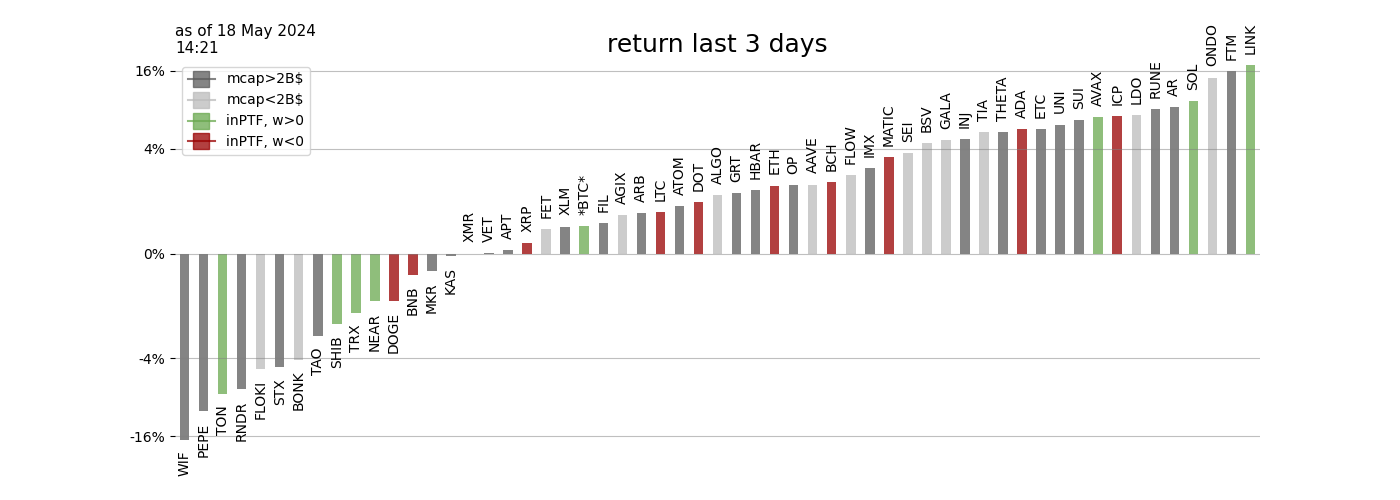 as of 18 May 2024
14:21
return last 3 days
mcap>2B$
mcap<2B$
inPTF, w>0
inPTF, w<0
16%
4%
0%
-4%
-16%
WIF
PEPE
TON
RNDR
FLOKI
STX
BONK
TAO
SHIB
TRX
NEAR
DOGE
BNB
MKR
KAS
XMR
VET
APT
XRP
FET
XLM
*BTC*
FIL
AGIX
ARB
LTC
ATOM
DOT
ALGO
GRT
HBAR
ETH
OP
AAVE
BCH
FLOW
IMX
MATIC
SEI
BSV
GALA
INJ
TIA
THETA
ADA
ETC
UNI
SUI
AVAX
ICP
LDO
RUNE
AR
SOL
ONDO
FTM
LINK